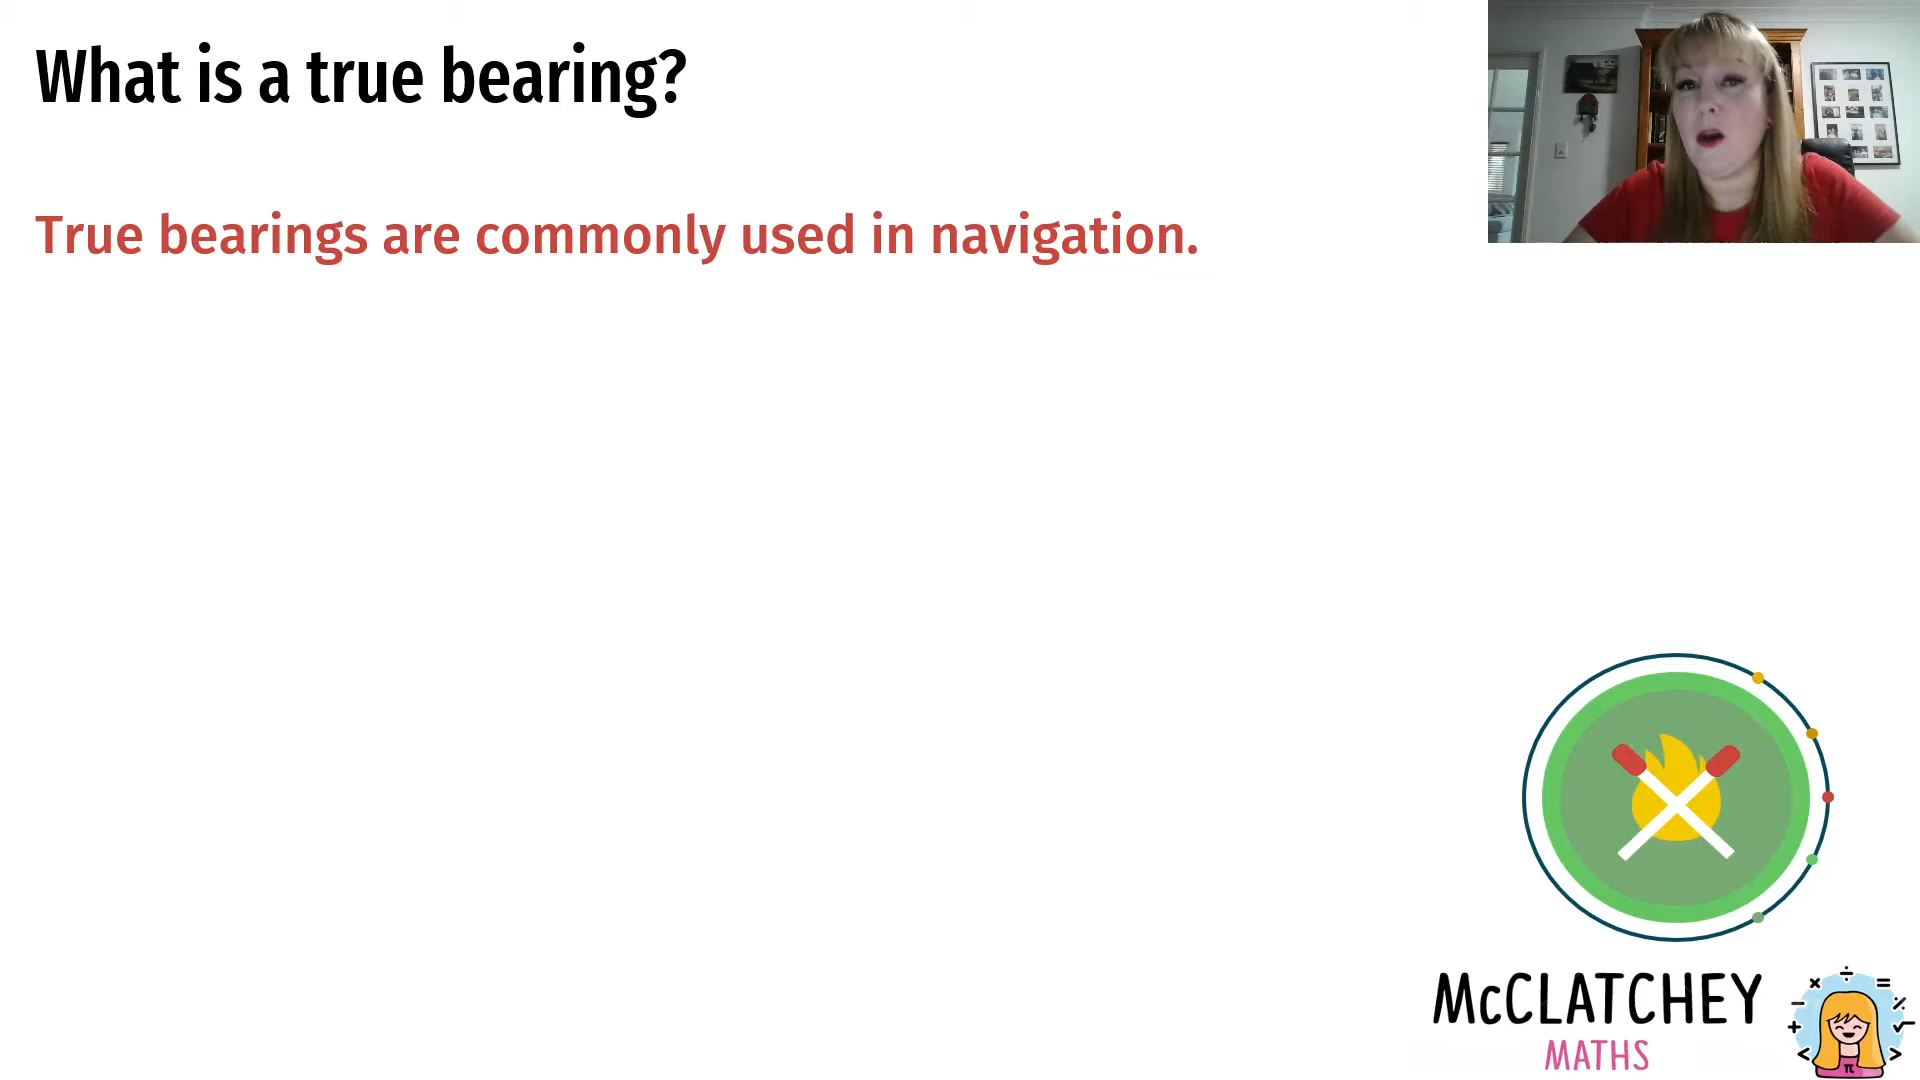 What is a true bearing?
True bearings are commonly used in navigation.
McCLATCHEY
MATHS